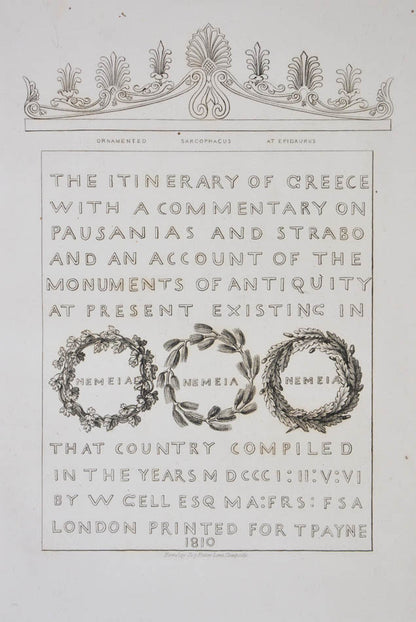 ORNAMENTED SARCOPHAGUS AT EPIDAURUS
THE ITINERARY OF GREECE
WITH A COMMENTARY ON
PAUSANIAS AND STRABO
AND AN ACCOUNT OF THE
MONUMENTS OF ANTIQUITY
AT PRESENT EXISTING IN
NEMEIA NEMEIA NEMEIA
THAT COUNTRY COMPILED
IN THE YEARS MDCCCI:II:V:VI
BY W GELL ESQ MA:FRS:FSA
LONDON PRINTED FOR T PAYNE
1810